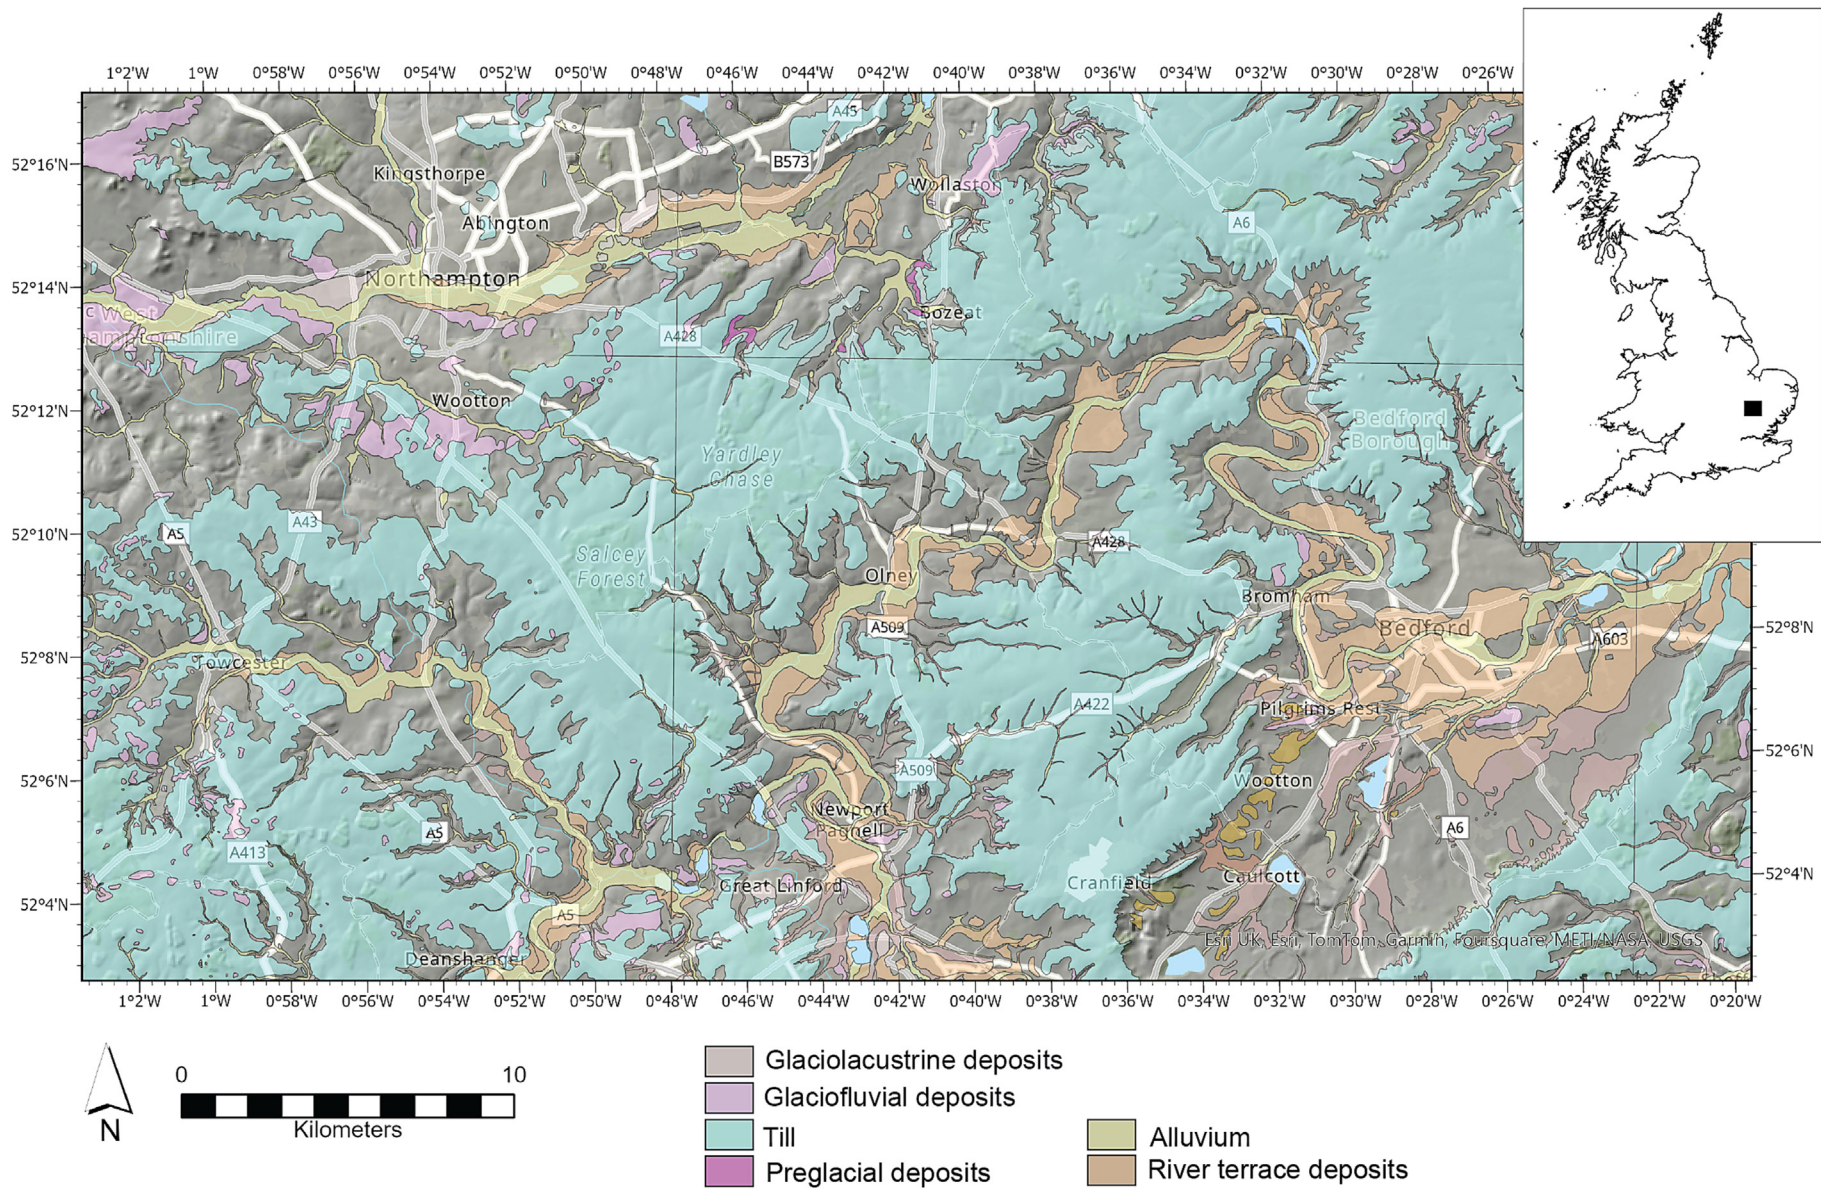 1°2'W 1°W 0°58'W 0°56'W 0°54'W 0°52'W 0°50'W 0°48'W 0°46'W 0°44'W 0°42'W 0°40'W 0°38'W 0°36'W 0°34'W 0°32'W 0°30'W 0°28'W 0°26'W
A45
B573
52°16'N
Kingsthorpe
Wollaston
Abington
A6
Northampton
52°14'N
West
Bozeat
A428
52°12'N
Wootton
Bedford
Borough
Yardley
Chase
A43
A5
52°10'N
A428
Salcey
Forest
Olney
Bromham
A509
Bedford
A603
52°8'N
52°8'N
Towcester
A422
Pilgrims Rest
52°6'N
52°6'N
A509
Wootton
Newport
Pagnell
A5
A6
A413
52°4'N
Great Linford
Cranfield
Caulcott
52°4'N
A5
Deanshanger
Esri UK, Esri, TomTom, Garmin, Foursquare, METI/NASA, USGS
1°2'W 1°W 0°58'W 0°56'W 0°54'W 0°52'W 0°50'W 0°48'W 0°46'W 0°44'W 0°42'W 0°40'W 0°38'W 0°36'W 0°34'W 0°32'W 0°30'W 0°28'W 0°26'W 0°24'W 0°22'W 0°20'W
N
0 10
Kilometers
Glaciolacustrine deposits
Glaciofluvial deposits
Till
Preglacial deposits
Alluvium
River terrace deposits